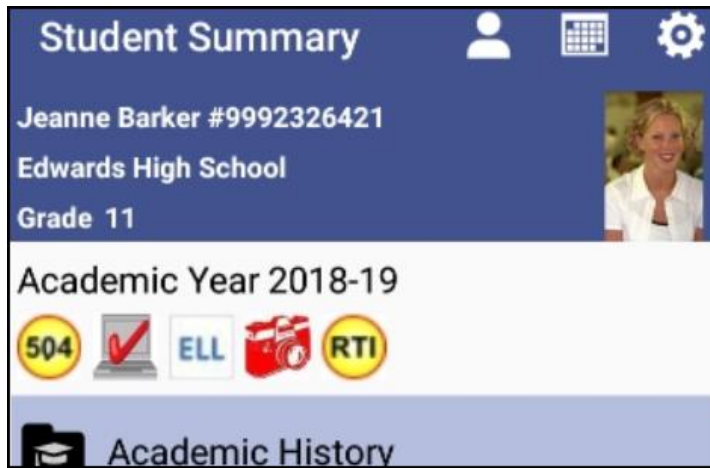 Student Summary
Jeanne Barker #9992326421
Edwards High School
Grade 11
Academic Year 2018-19
504 ELL RTI
Academic History